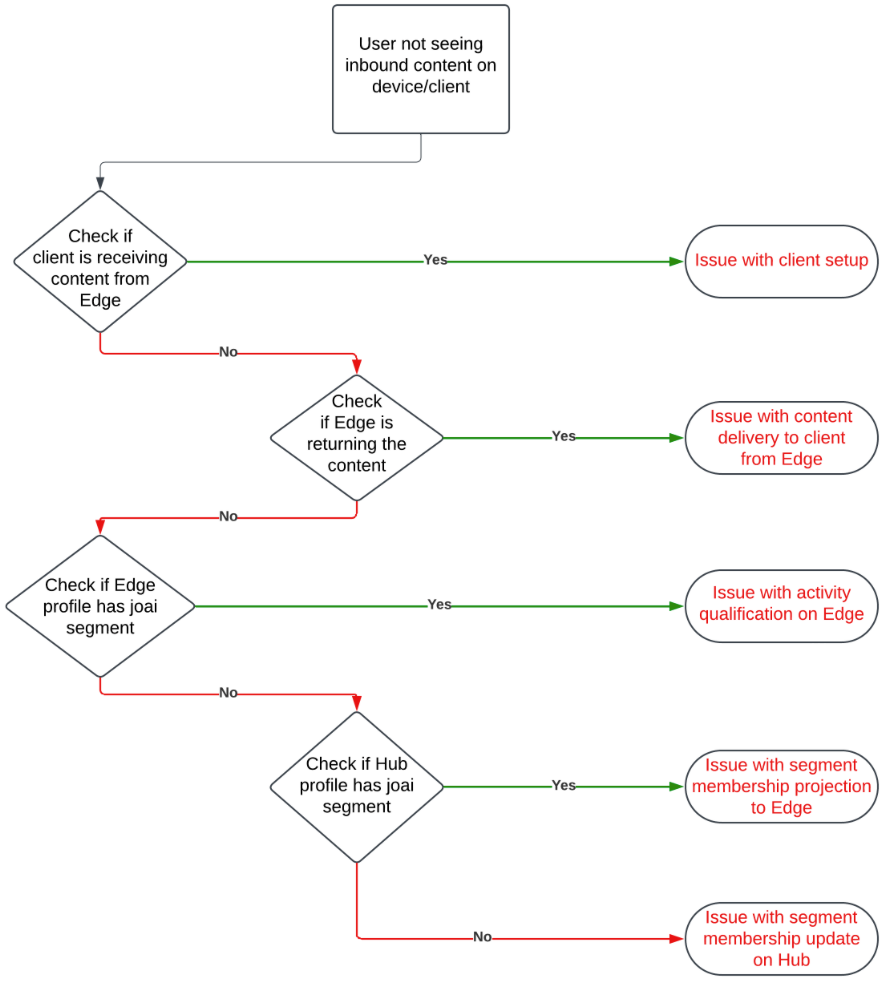 User not seeing
inbound content on
device/client
Check if
client is receiving
content from
Edge
Yes
Issue with client setup
No
Check
if Edge is
returning the
content
Yes
Issue with content
delivery to client
from Edge
No
Check if Edge
profile has joai
segment
Yes
Issue with activity
qualification on Edge
No
Check if Hub
profile has joai
segment
Yes
Issue with segment
membership projection
to Edge
No
Issue with segment
membership update
on Hub